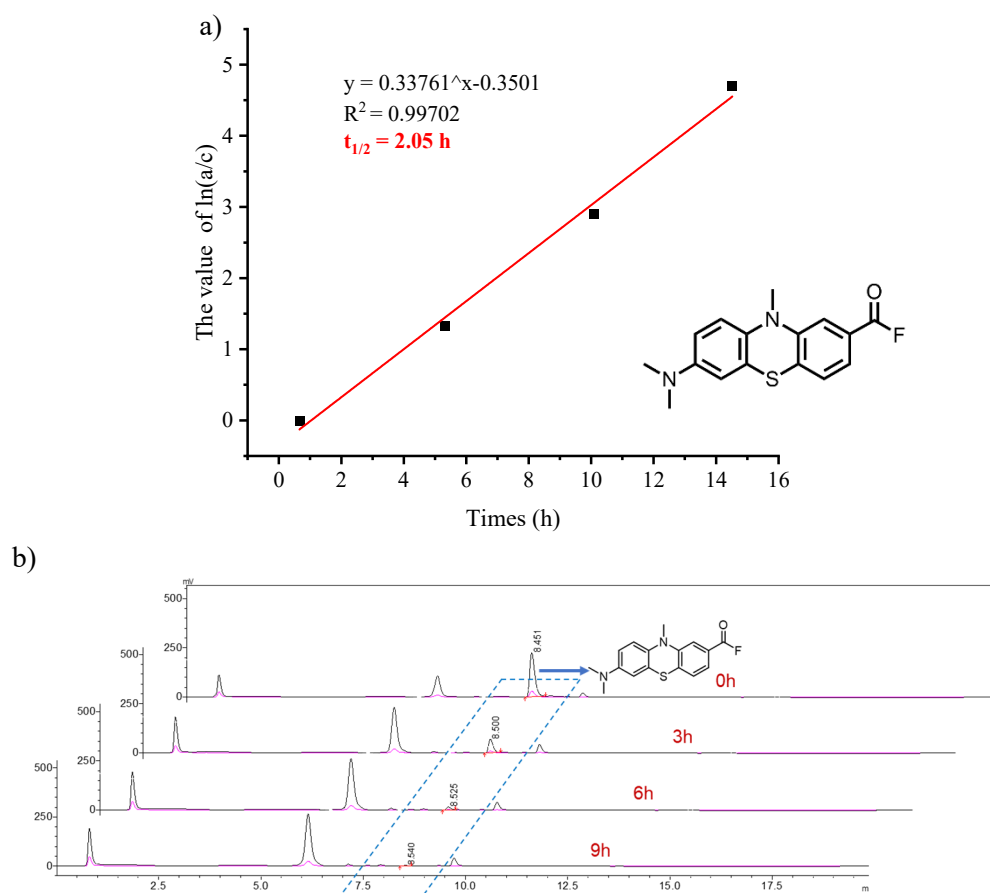 a)
y = 0.33761^x-0.3501
R² = 0.99702
t₁/₂ = 2.05 h
The value of ln(a/c)
5
4
3
2
1
0
0 2 4 6 8 10 12 14 16
Times (h)
N
N
S
O
F
b)
mV
500
250
0
8.451
N
N
S
O
F
0h
500
250
0
8.500
3h
500
250
0
8.525
6h
500
250
0
8.540
9h
2.5 5.0 7.5 10.0 12.5 15.0 17.5 m